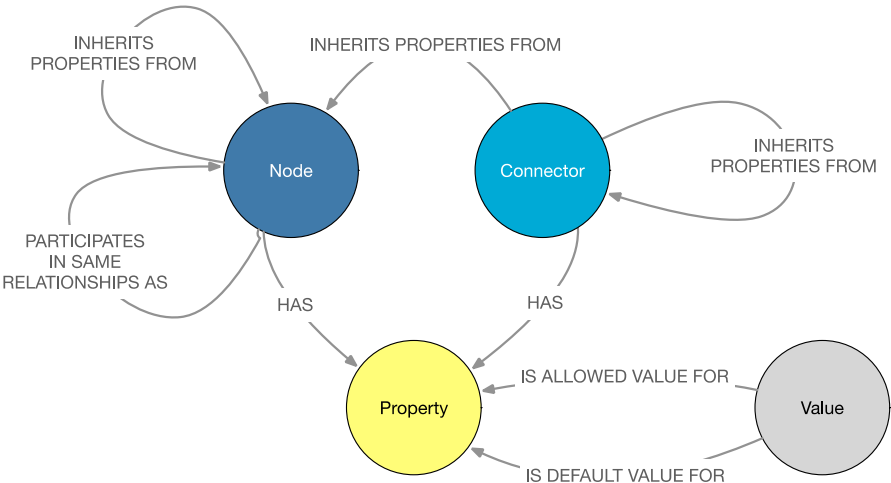 INHERITS
PROPERTIES FROM
INHERITS PROPERTIES FROM
INHERITS
PROPERTIES FROM
Node
Connector
PARTICIPATES
IN SAME
RELATIONSHIPS AS
HAS
HAS
IS ALLOWED VALUE FOR
Property
Value
IS DEFAULT VALUE FOR